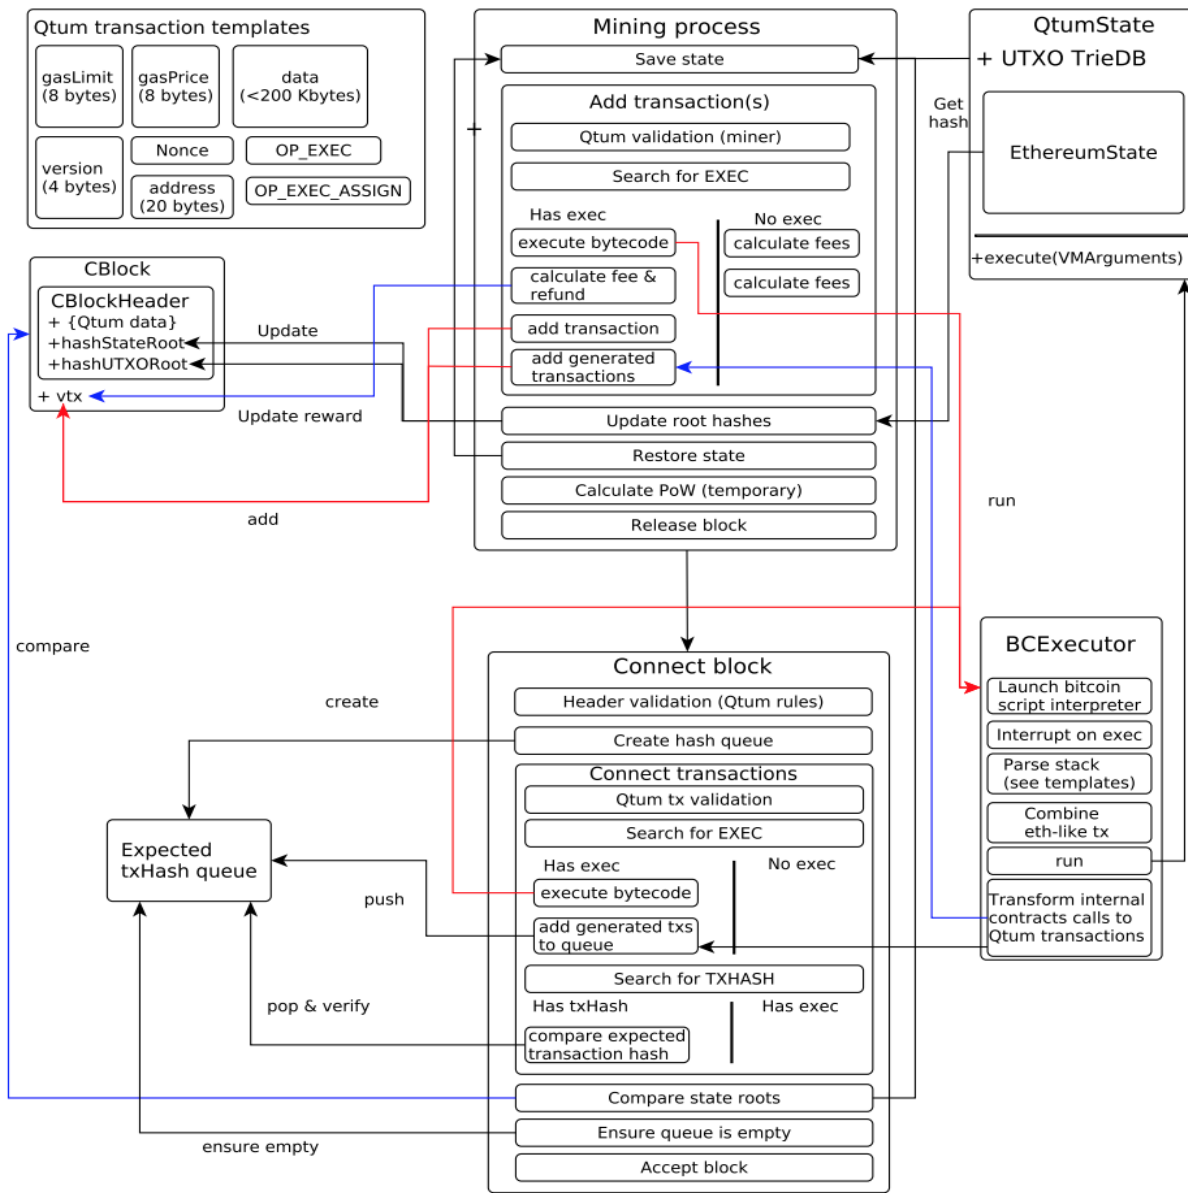 Qtum transaction templates
gasLimit
(8 bytes)
gasPrice
(8 bytes)
data
(<200 Kbytes)
version
(4 bytes)
Nonce
OP_EXEC
address
(20 bytes)
OP_EXEC_ASSIGN
CBlock
CBlockHeader
+ {Qtum data}
+hashStateRoot
+hashUTXORoot
+ vtx
Update
Update reward
add
compare
Mining process
Save state
+
Add transaction(s)
Qtum validation (miner)
Search for EXEC
Has exec
No exec
execute bytecode
calculate fees
calculate fee &
refund
calculate fees
add transaction
add generated
transactions
Update root hashes
Restore state
Calculate PoW (temporary)
Release block
QtumState
+ UTXO TrieDB
Get
hash
EthereumState
+execute(VMArguments)
run
BCExecutor
Launch bitcoin
script interpreter
Interrupt on exec
Parse stack
(see templates)
Combine
eth-like tx
run
Transform internal
contracts calls to
Qtum transactions
Connect block
Header validation (Qtum rules)
create
Create hash queue
Connect transactions
Qtum tx validation
Search for EXEC
Has exec
No exec
execute bytecode
add generated txs
to queue
Search for TXHASH
Has txHash
Has exec
compare expected
transaction hash
Compare state roots
Ensure queue is empty
Accept block
Expected
txHash queue
push
pop & verify
ensure empty